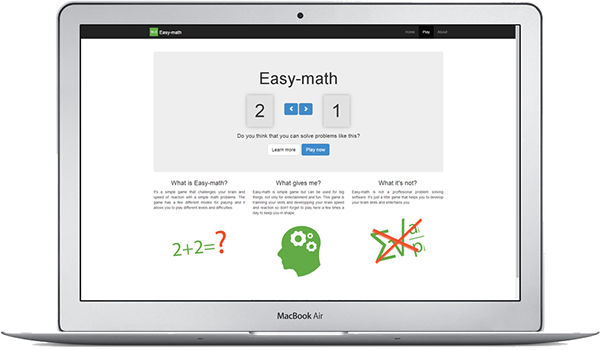 Easy-math
Home Play About
Easy-math
2 1
Do you think that you can solve problems like this?
Learn more Play now
What is Easy-math?
It's a simple game that challenges your brain and
speed of reaction with a simple math problems. The
game has a few different modes for playing and it
allows you to play different levels and difficulties.
2+2=?
What gives me?
Easy-math is simple game but can be used for big
things not only for entertainment and fun. This game is
training your skills and developping your brain speed
and reaction so don't forget to play here a few times a
day to keep you in shape.
What it's not?
Easy-math is not a professional problem solving
software. It's just a little game that helps you to develop
your brain skills and entertains you.
MacBook Air